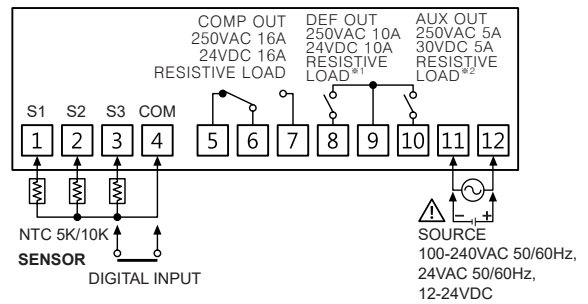 COMP OUT
250VAC 16A
24VDC 16A
RESISTIVE LOAD
DEF OUT
250VAC 10A
24VDC 10A
RESISTIVE
LOAD※1
AUX OUT
250VAC 5A
30VDC 5A
RESISTIVE
LOAD※2
S1 S2 S3 COM
1 2 3 4 5 6 7 8 9 10 11 12
NTC 5K/10K
SENSOR
DIGITAL INPUT
− +
SOURCE
100-240VAC 50/60Hz,
24VAC 50/60Hz,
12-24VDC